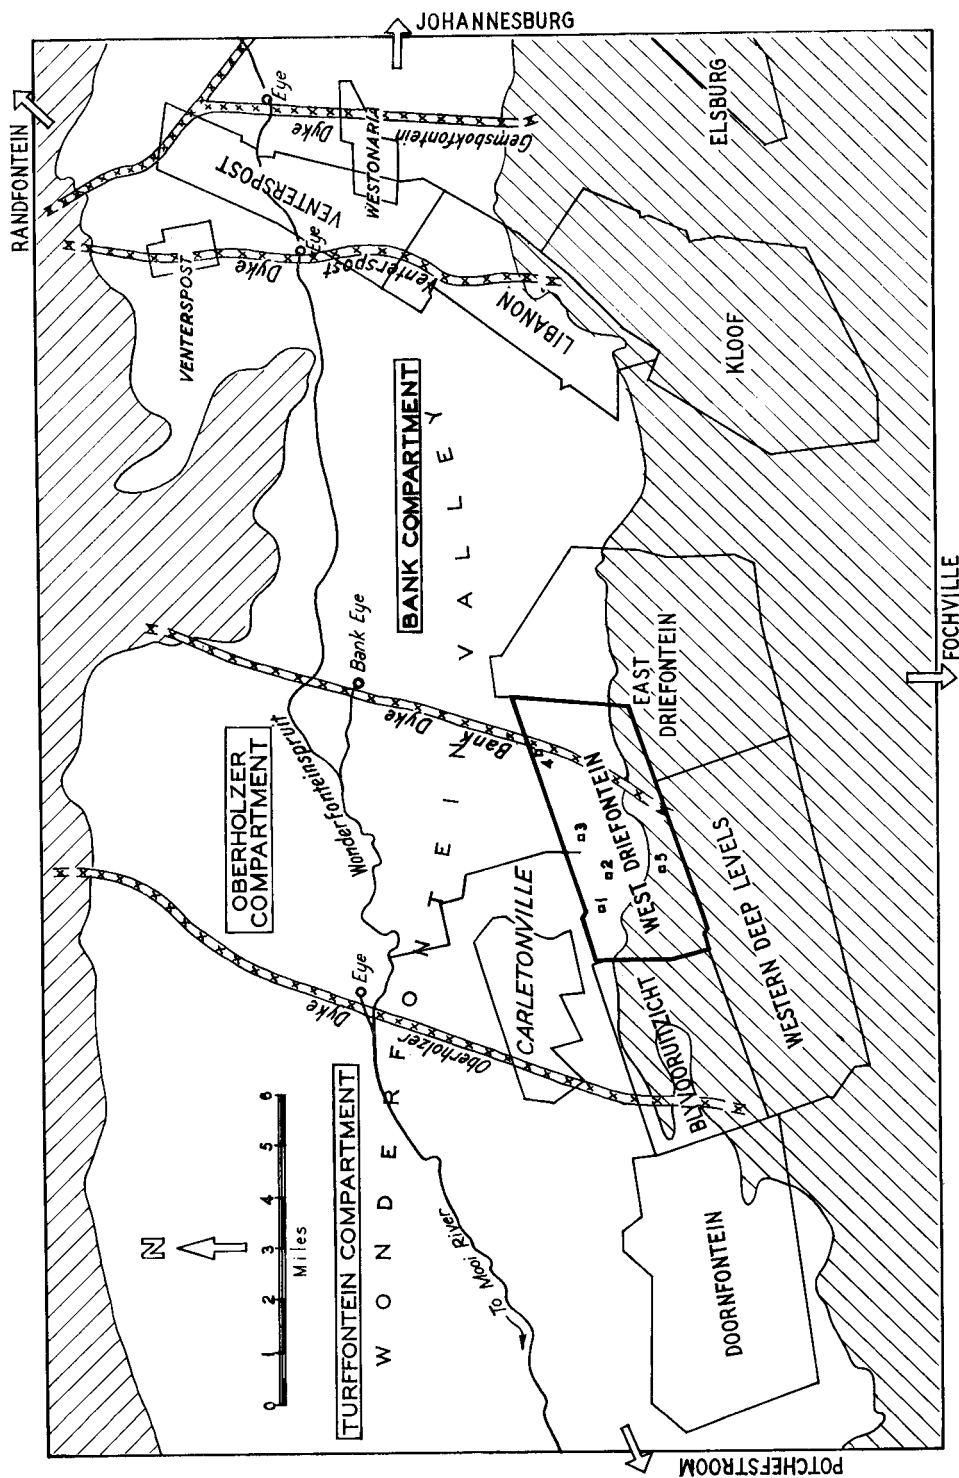 RANDFONTEIN
JOHANNESBURG
POTCHEFSTROOM
FOCHVILLE
N
0 1 2 3 4 5 6
Miles
TURFFONTEIN COMPARTMENT
OBERHOLZER
COMPARTMENT
BANK COMPARTMENT
WONDERFONTEIN VALLEY
To Mooi River
Wonderfonteinspruit
Oberholzer Dyke
Eye
Bank Dyke
Bank Eye
Venterspost Dyke
Eye
Gemsbokfontein Dyke
Eye
VENTERSPOST
VENTERSPOST
WESTONARIA
LIBANON
KLOOF
ELSBURG
CARLETONVILLE
WEST DRIEFONTEIN
1
2
3
4
5
EAST
DRIEFONTEIN
WESTERN DEEP LEVELS
BLYVOORUITZICHT
DOORNFONTEIN